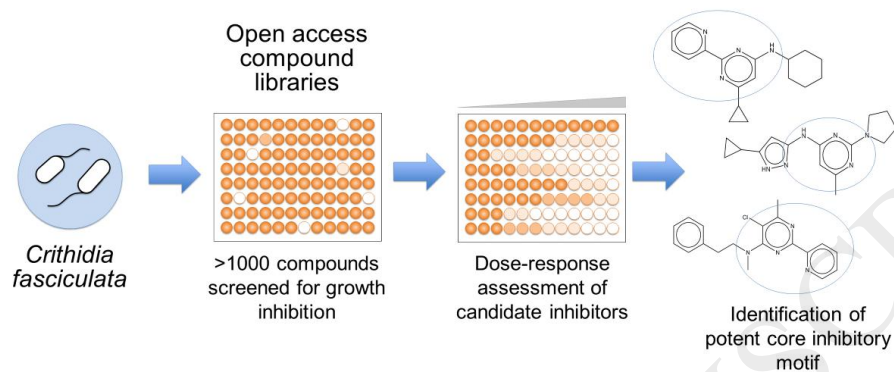 Open access
compound
libraries
Crithidia
fasciculata
>1000 compounds
screened for growth
inhibition
Dose-response
assessment of
candidate inhibitors
N
N
N
H
N
H
N
N
N
N
HN
N
Cl
N
N
N
N
Identification of
potent core inhibitory
motif